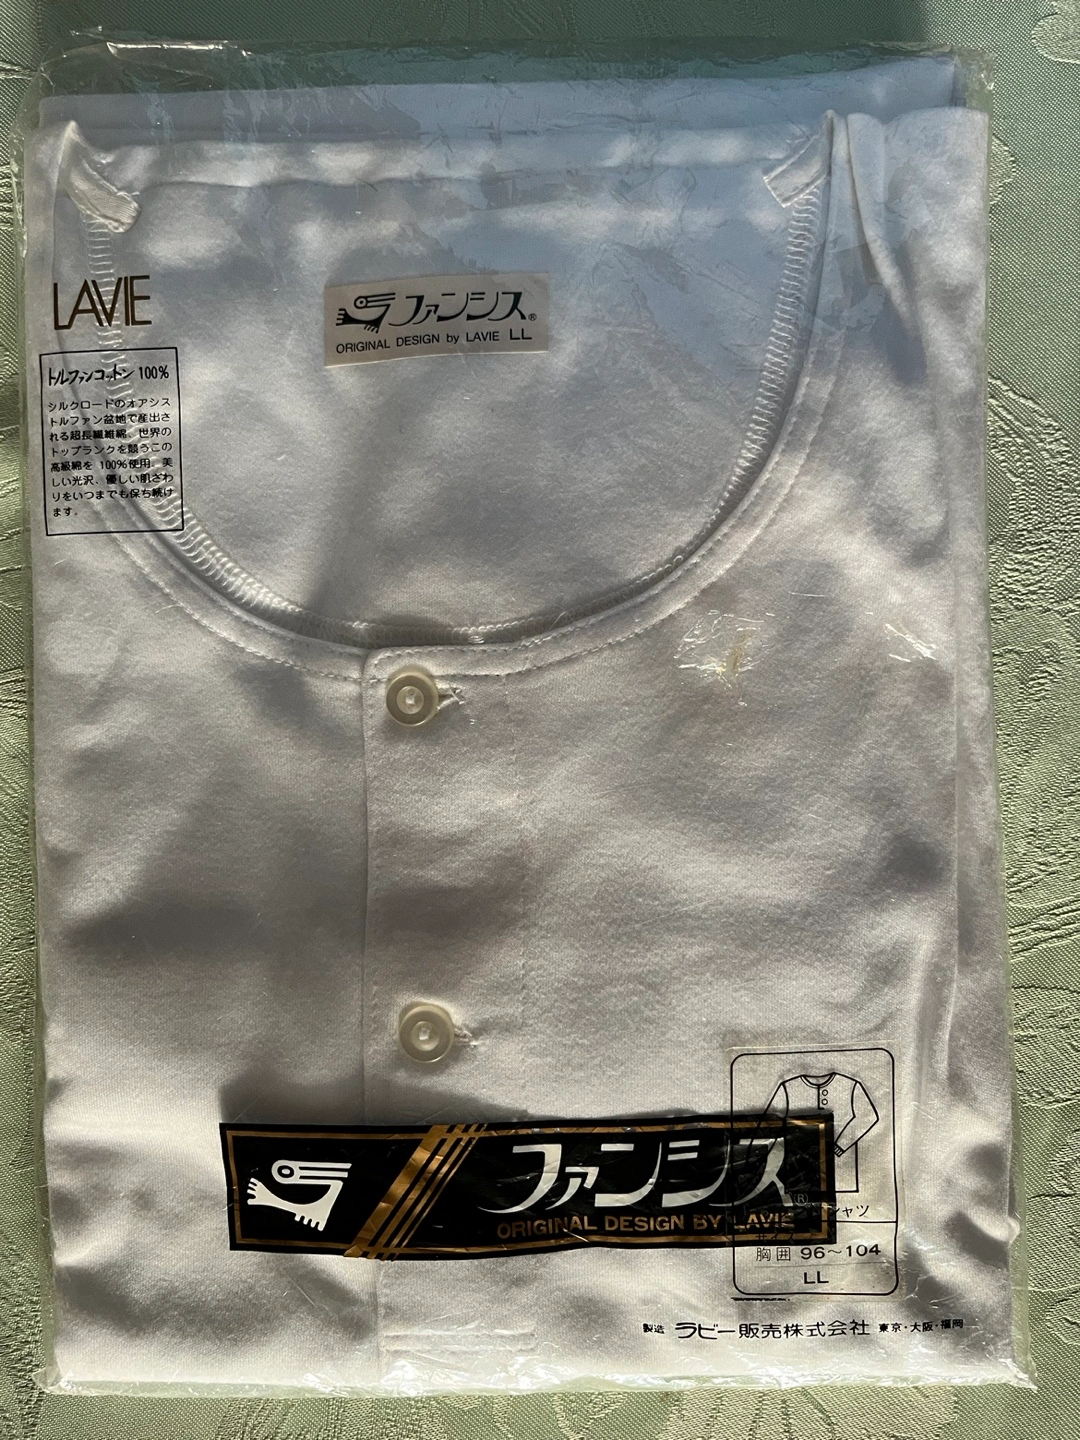 LAVIE
トルファンコットン 100%
シルクロードのオアシス
トルファン盆地で産出さ
れる超長繊維綿、世界の
トップランクを競うこの
高級綿を 100%使用、美
しい光沢、優しい肌ざわ
りをいつまでも保ち続け
ます。
ファンシス®
ORIGINAL DESIGN by LAVIE LL
ファンシス®
ORIGINAL DESIGN BY LAVIE
シャツ
サイズ
胸囲 96〜104
LL
製造 ラビー販売株式会社 東京・大阪・福岡